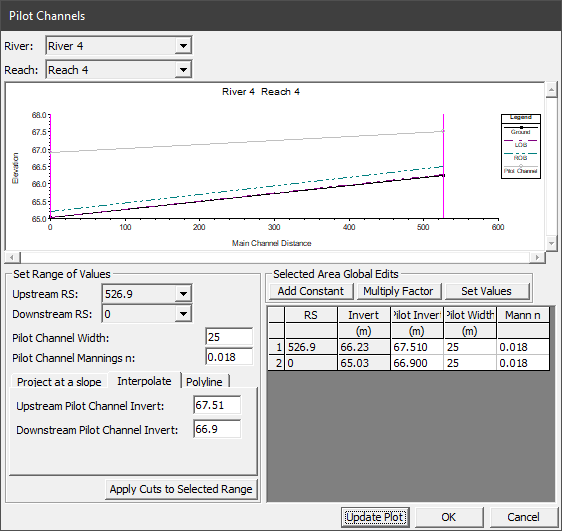 Pilot Channels
River: River 4
Reach: Reach 4
River 4 Reach 4
68.0
67.5
67.0
66.5
66.0
65.5
65.0
Elevation
0 100 200 300 400 500 600
Main Channel Distance
Legend
Ground
LOB
ROB
Pilot Channel
Set Range of Values
Upstream RS: 526.9
Downstream RS: 0
Pilot Channel Width: 25
Pilot Channel Mannings n: 0.018
Project at a slope Interpolate Polyline
Upstream Pilot Channel Invert: 67.51
Downstream Pilot Channel Invert: 66.9
Apply Cuts to Selected Range
Selected Area Global Edits
Add Constant Multiply Factor Set Values
RS Invert Pilot Invert Pilot Width Mann n
(m) (m) (m)
1 526.9 66.23 67.510 25 0.018
2 0 65.03 66.900 25 0.018
Update Plot OK Cancel